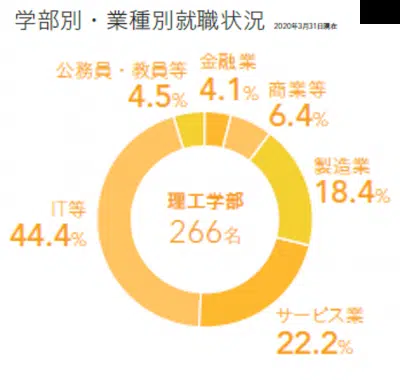 学部別・業種別就職状況 2020年3月31日現在
金融業
4.1%
商業等
6.4%
製造業
18.4%
サービス業
22.2%
IT等
44.4%
公務員・教員等
4.5%
理工学部
266名